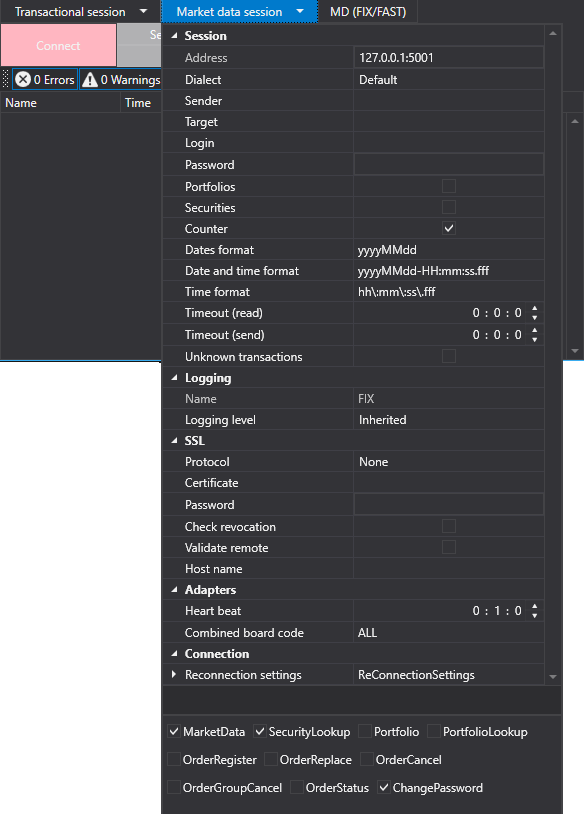 Transactional session Market data session MD (FIX/FAST)
Connect Se
0 Errors 0 Warnings
Name Time
Session
Address 127.0.0.1:5001
Dialect Default
Sender
Target
Login
Password
Portfolios
Securities
Counter
Dates format yyyyMMdd
Date and time format yyyyMMdd-HH:mm:ss.fff
Time format hh\:mm\:ss\.fff
Timeout (read) 0 : 0 : 0
Timeout (send) 0 : 0 : 0
Unknown transactions
Logging
Name FIX
Logging level Inherited
SSL
Protocol None
Certificate
Password
Check revocation
Validate remote
Host name
Adapters
Heart beat 0 : 1 : 0
Combined board code ALL
Connection
Reconnection settings ReConnectionSettings
MarketData SecurityLookup Portfolio PortfolioLookup
OrderRegister OrderReplace OrderCancel
OrderGroupCancel OrderStatus ChangePassword